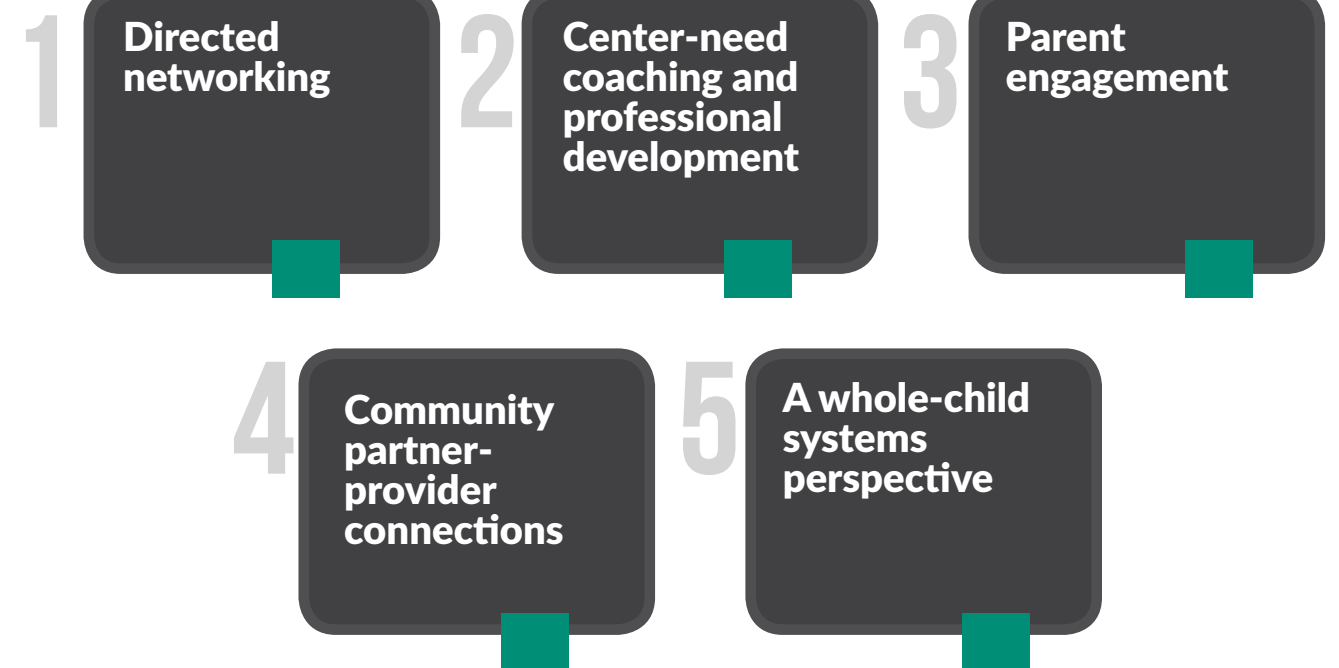 1
Directed
networking
2
Center-need
coaching and
professional
development
3
Parent
engagement
4
Community
partner-
provider
connections
5
A whole-child
systems
perspective